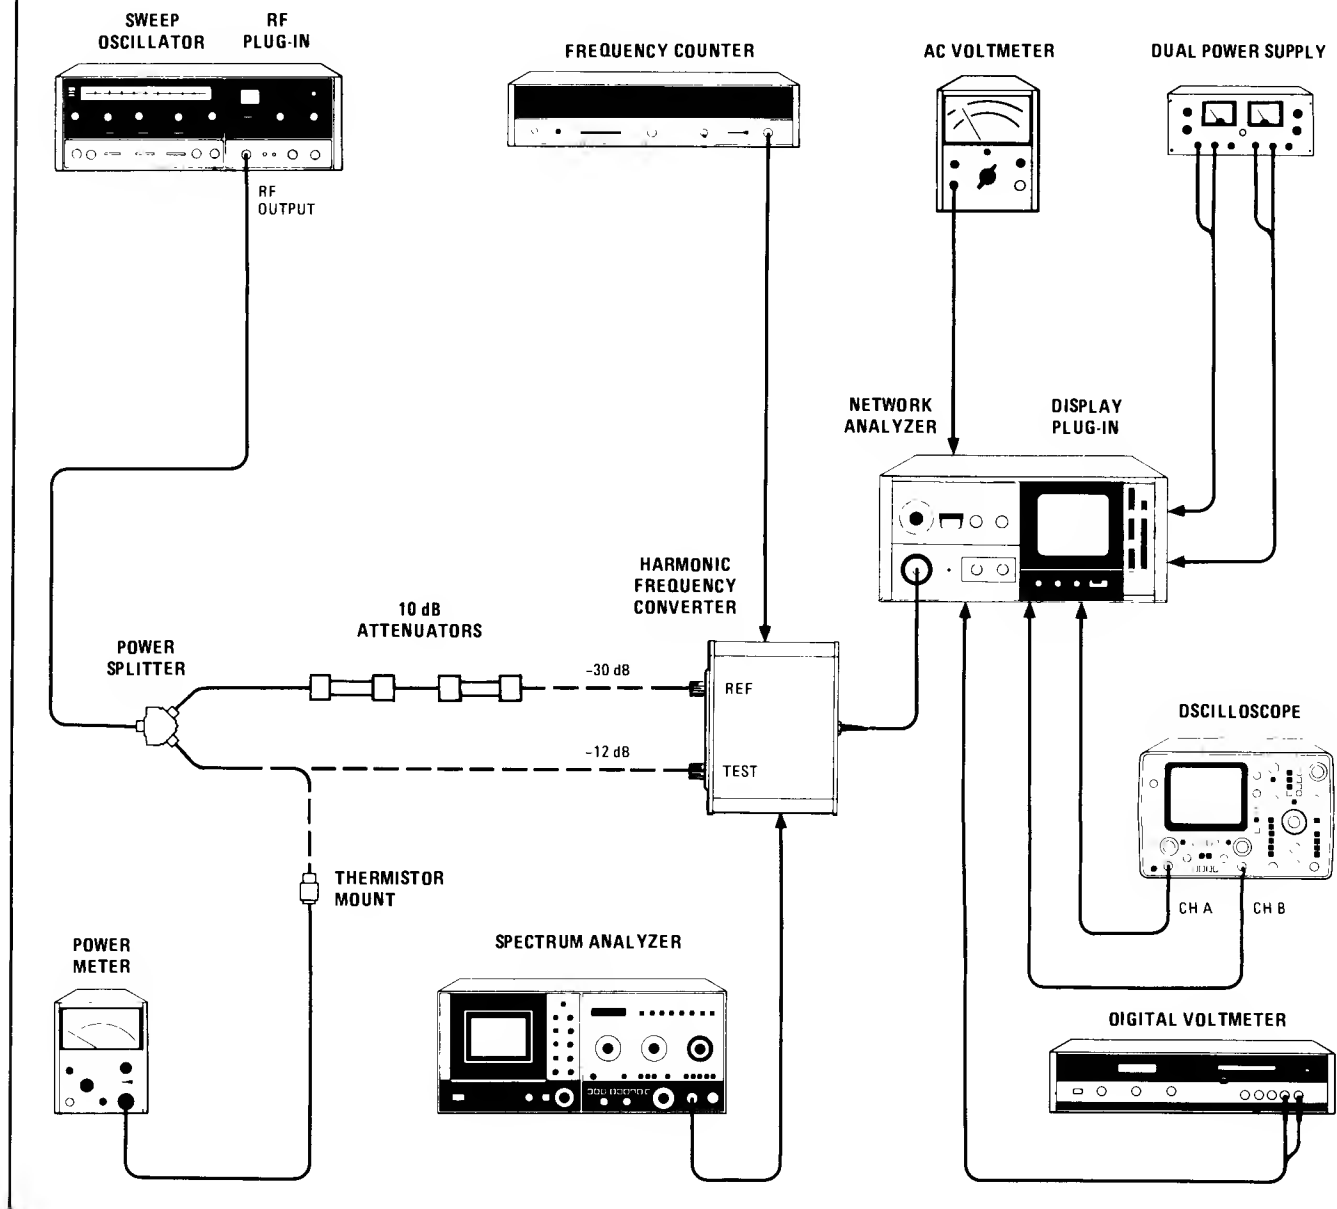 SWEEP
OSCILLATOR
RF
PLUG-IN
FREQUENCY COUNTER
AC VOLTMETER
DUAL POWER SUPPLY
RF
OUTPUT
NETWORK
ANALYZER
DISPLAY
PLUG-IN
HARMONIC
FREQUENCY
CONVERTER
10 dB
ATTENUATORS
POWER
SPLITTER
-30 dB
REF
-12 dB
TEST
OSCILLOSCOPE
CH A
CH B
THERMISTOR
MOUNT
POWER
METER
SPECTRUM ANALYZER
DIGITAL VOLTMETER